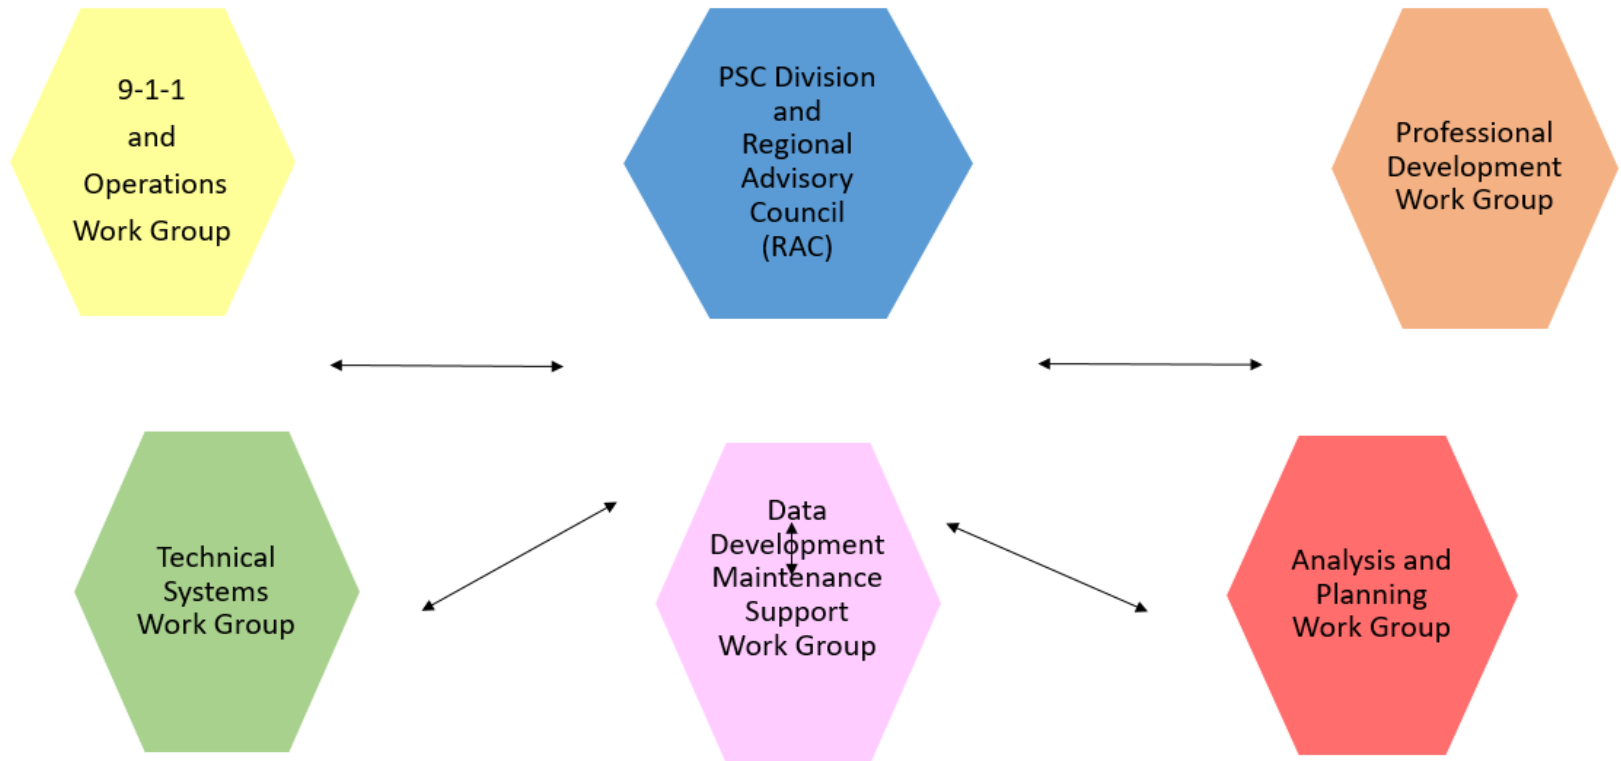 9-1-1
and
Operations
Work Group
PSC Division
and
Regional
Advisory
Council
(RAC)
Professional
Development
Work Group
Technical
Systems
Work Group
Data
Development
Maintenance
Support
Work Group
Analysis and
Planning
Work Group